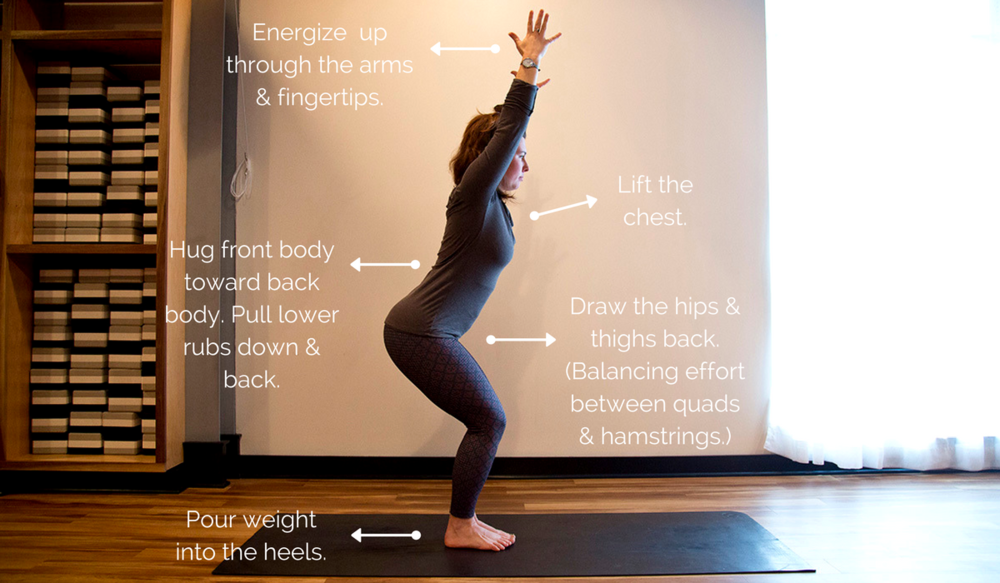 Energize up
through the arms
& fingertips.
Lift the
chest.
Hug front body
toward back
body. Pull lower
rubs down &
back.
Draw the hips &
thighs back.
(Balancing effort
between quads
& hamstrings.)
Pour weight
into the heels.